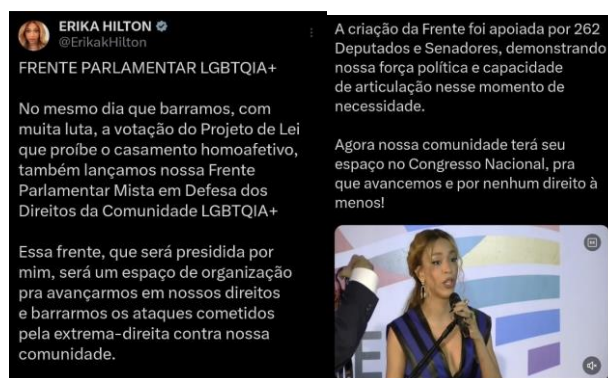 ERIKA HILTON
@ErikakHilton
FRENTE PARLAMENTAR LGBTQIA+
No mesmo dia que barramos, com
muita luta, a votação do Projeto de Lei
que proíbe o casamento homoafetivo,
também lançamos nossa Frente
Parlamentar Mista em Defesa dos
Direitos da Comunidade LGBTQIA+
Essa frente, que será presidida por
mim, será um espaço de organização
pra avançarmos em nossos direitos
e barrarmos os ataques cometidos
pela extrema-direita contra nossa
comunidade.
A criação da Frente foi apoiada por 262
Deputados e Senadores, demonstrando
nossa força política e capacidade
de articulação nesse momento de
necessidade.
Agora nossa comunidade terá seu
espaço no Congresso Nacional, pra
que avancemos e por nenhum direito à
menos!